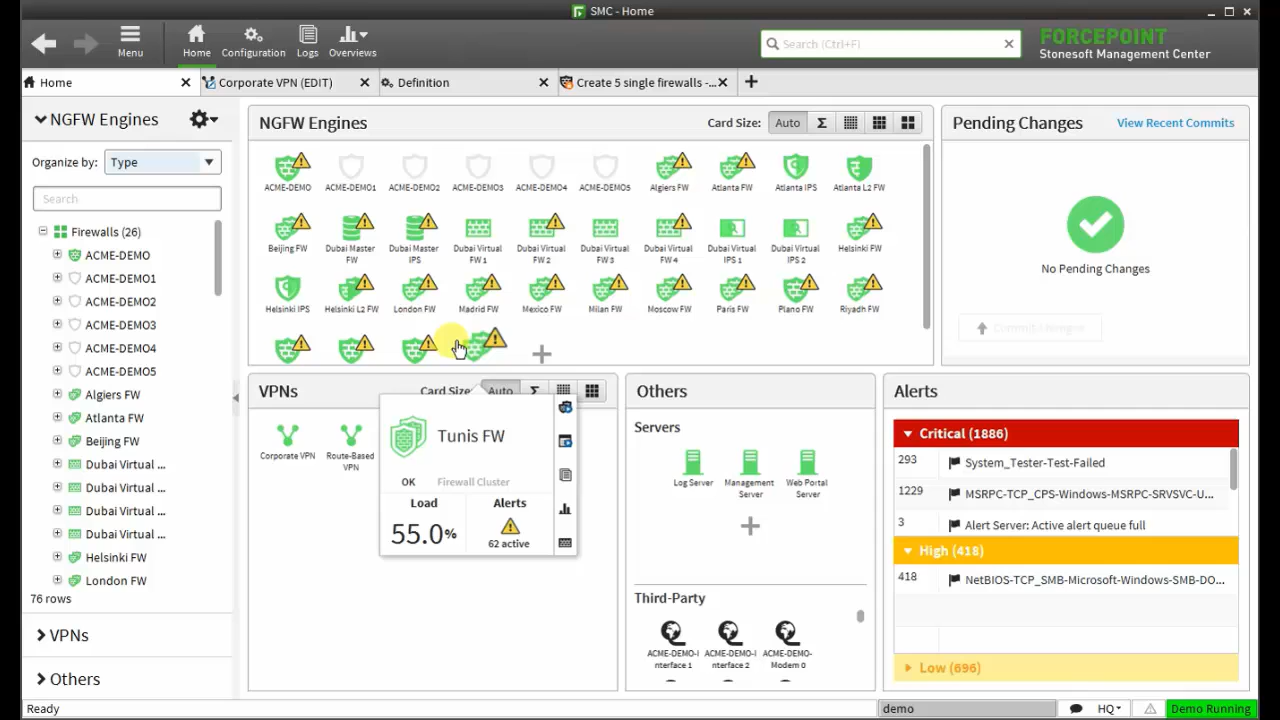 SMC - Home
Menu
Home
Configuration
Logs
Overviews
Search (Ctrl+F)
FORCEPOINT
Stonesoft Management Center
Home
Corporate VPN (EDIT)
Definition
Create 5 single firewalls -...
NGFW Engines
Organize by:
Type
Search
Firewalls (26)
ACME-DEMO
ACME-DEMO1
ACME-DEMO2
ACME-DEMO3
ACME-DEMO4
ACME-DEMO5
Algiers FW
Atlanta FW
Beijing FW
Dubai Virtual ...
Dubai Virtual ...
Dubai Virtual ...
Dubai Virtual ...
Helsinki FW
London FW
76 rows
VPNs
Others
NGFW Engines
Card Size:
Auto
Σ
ACME-DEMO
ACME-DEMO1
ACME-DEMO2
ACME-DEMO3
ACME-DEMO4
ACME-DEMO5
Algiers FW
Atlanta FW
Atlanta IPS
Atlanta L2 FW
Beijing FW
Dubai Master
FW
Dubai Master
IPS
Dubai Virtual
FW 1
Dubai Virtual
FW 2
Dubai Virtual
FW 3
Dubai Virtual
FW 4
Dubai Virtual
IPS 1
Dubai Virtual
IPS 2
Helsinki FW
Helsinki IPS
Helsinki L2 FW
London FW
Madrid FW
Mexico FW
Milan FW
Moscow FW
Paris FW
Plano FW
Riyadh FW
Pending Changes
View Recent Commits
No Pending Changes
Commit Changes
VPNs
Card Size:
Auto
Σ
Corporate VPN
Route-Based
VPN
Tunis FW
OK
Firewall Cluster
Load
55.0%
Alerts
62 active
Others
Servers
Log Server
Management
Server
Web Portal
Server
Third-Party
ACME-DEMO-I
nterface 1
ACME-DEMO-I
nterface 2
ACME-DEMO-
Modem 0
Alerts
Critical (1886)
293
System_Tester-Test-Failed
1229
MSRPC-TCP_CPS-Windows-MSRPC-SRVSVC-U...
3
Alert Server: Active alert queue full
High (418)
418
NetBIOS-TCP_SMB-Microsoft-Windows-SMB-DO...
Low (696)
Ready
demo
HQ
Demo Running